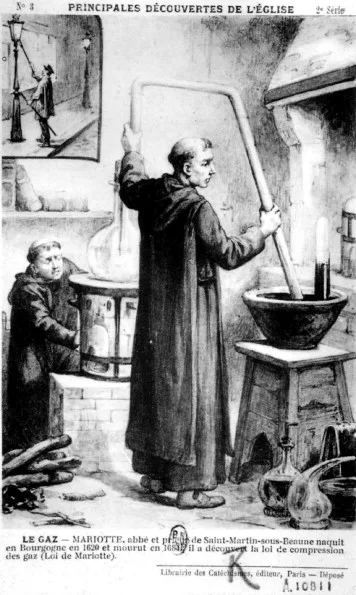 No 3 PRINCIPALES DÉCOUVERTES DE L'ÉGLISE 2e Série
LE GAZ — MARIOTTE, abbé et prieur de Saint-Martin-sous-Beaune naquit
en Bourgogne en 1620 et mourut en 1684 il a découvert la loi de compression
des gaz (Loi de Mariotte).
Librairie des Catéchismes, éditeur, Paris — Déposé
K
A.10811